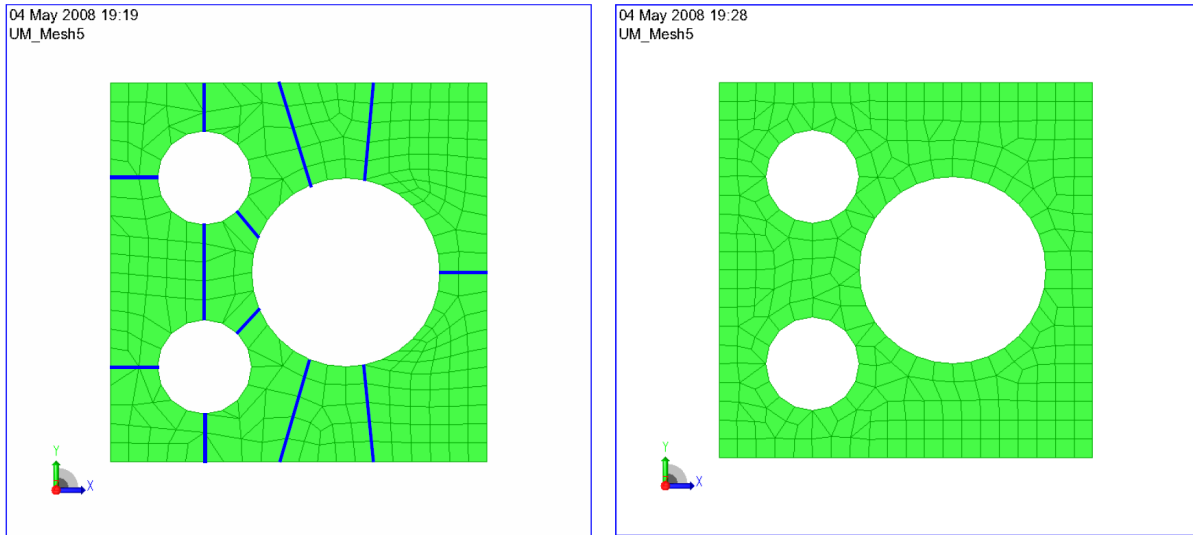 04 May 2008 19:19
UM_Mesh5
Y
X
04 May 2008 19:28
UM_Mesh5
Y
X